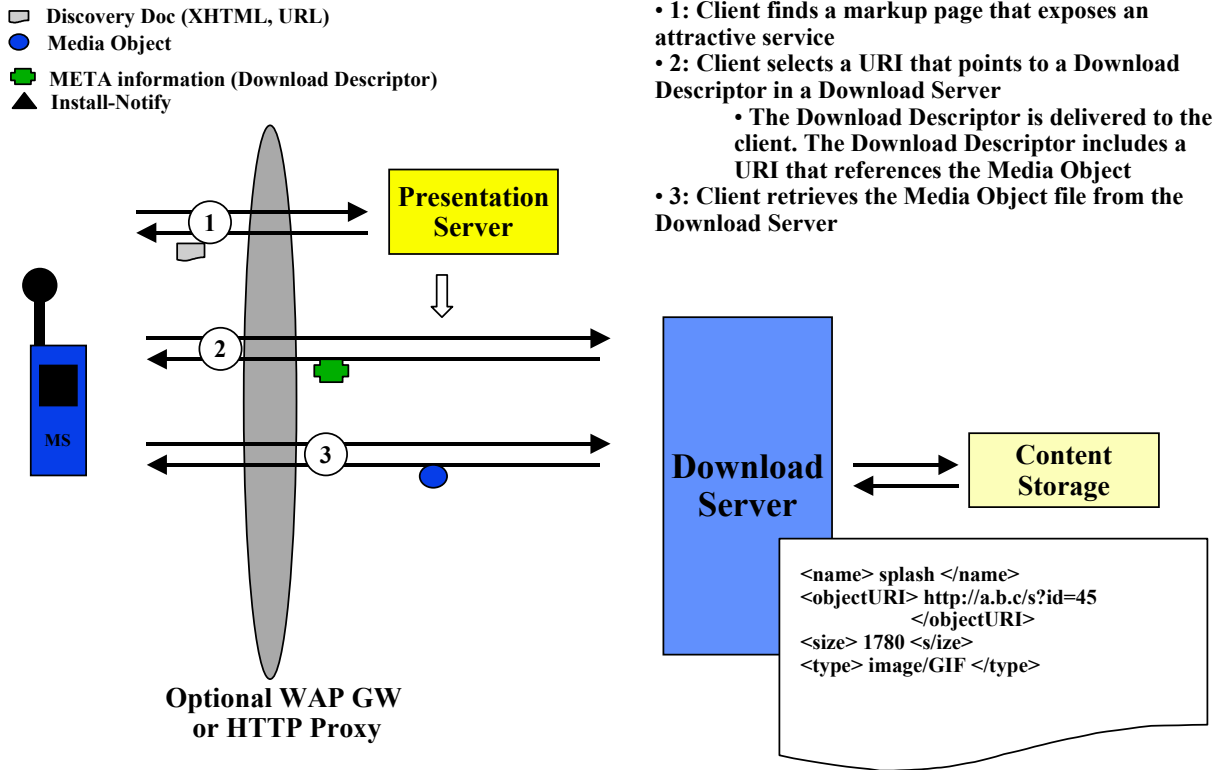 Discovery Doc (XHTML, URL)
Media Object
META information (Download Descriptor)
Install-Notify
• 1: Client finds a markup page that exposes an
attractive service
• 2: Client selects a URI that points to a Download
Descriptor in a Download Server
• The Download Descriptor is delivered to the
client. The Download Descriptor includes a
URI that references the Media Object
• 3: Client retrieves the Media Object file from the
Download Server
1
Presentation
Server
2
MS
3
Download
Server
Content
Storage
<name> splash </name>
<objectURI> http://a.b.c/s?id=45
</objectURI>
<size> 1780 <s/ize>
<type> image/GIF </type>
Optional WAP GW
or HTTP Proxy